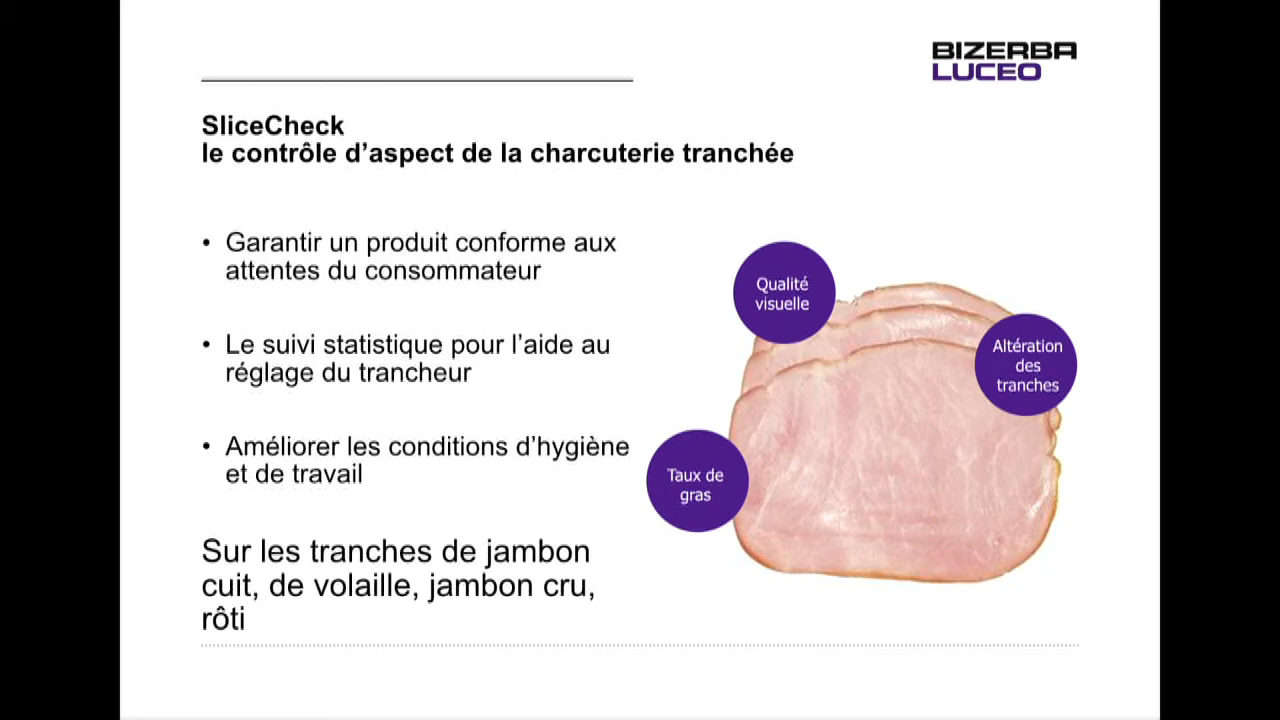 BIZERBA
LUCEO
SliceCheck
le contrôle d’aspect de la charcuterie tranchée
• Garantir un produit conforme aux
attentes du consommateur
• Le suivi statistique pour l’aide au
réglage du trancheur
• Améliorer les conditions d’hygiène
et de travail
Sur les tranches de jambon
cuit, de volaille, jambon cru,
rôti
Qualité
visuelle
Altération
des
tranches
Taux de
gras